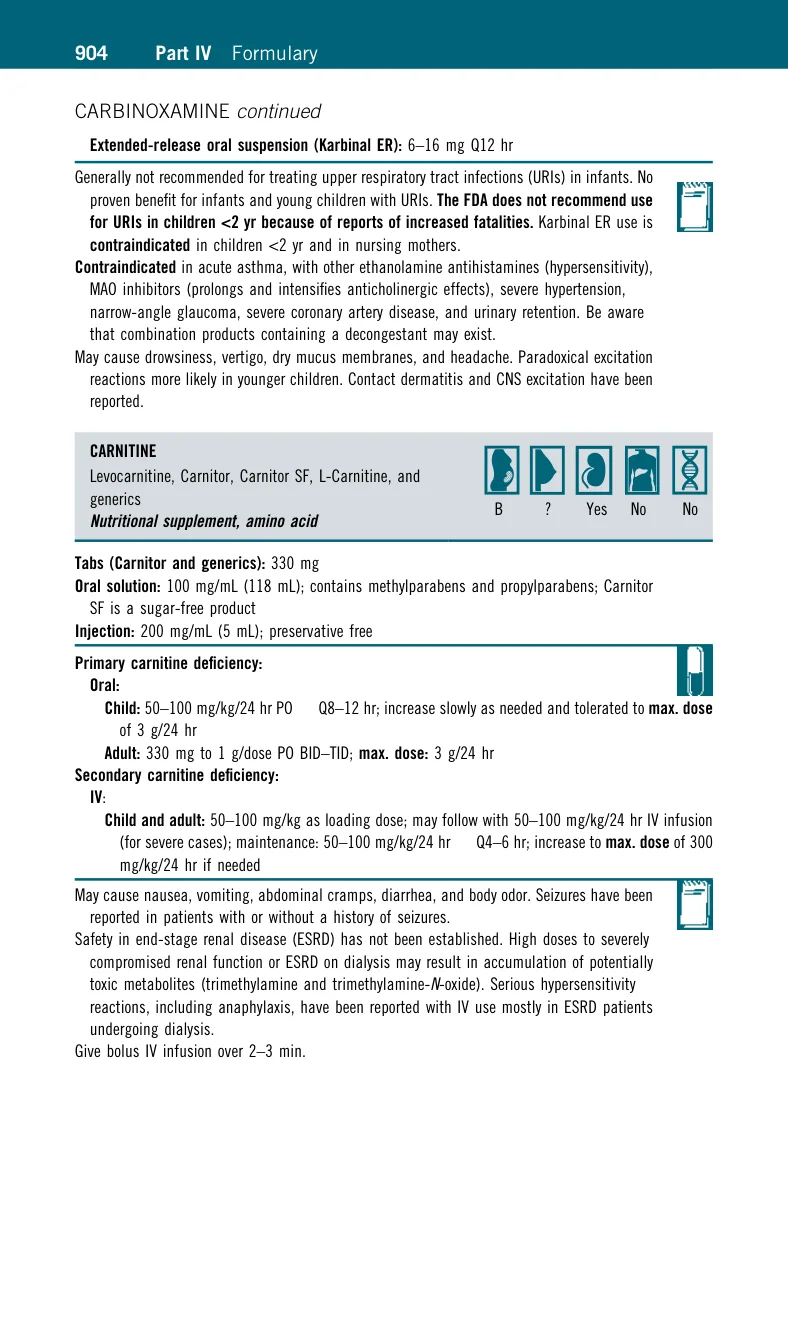 904 Part IV Formulary
CARBINOXAMINE continued
Extended-release oral suspension (Karbinal ER): 6–16 mg Q12 hr
Generally not recommended for treating upper respiratory tract infections (URIs) in infants. No
proven benefit for infants and young children with URIs. The FDA does not recommend use
for URIs in children <2 yr because of reports of increased fatalities. Karbinal ER use is
contraindicated in children <2 yr and in nursing mothers.
Contraindicated in acute asthma, with other ethanolamine antihistamines (hypersensitivity),
MAO inhibitors (prolongs and intensifies anticholinergic effects), severe hypertension,
narrow-angle glaucoma, severe coronary artery disease, and urinary retention. Be aware
that combination products containing a decongestant may exist.
May cause drowsiness, vertigo, dry mucus membranes, and headache. Paradoxical excitation
reactions more likely in younger children. Contact dermatitis and CNS excitation have been
reported.
CARNITINE
Levocarnitine, Carnitor, Carnitor SF, L-Carnitine, and
generics
Nutritional supplement, amino acid
B ? Yes No No
Tabs (Carnitor and generics): 330 mg
Oral solution: 100 mg/mL (118 mL); contains methylparabens and propylparabens; Carnitor
SF is a sugar-free product
Injection: 200 mg/mL (5 mL); preservative free
Primary carnitine deficiency:
Oral:
Child: 50–100 mg/kg/24 hr PO Q8–12 hr; increase slowly as needed and tolerated to max. dose
of 3 g/24 hr
Adult: 330 mg to 1 g/dose PO BID–TID; max. dose: 3 g/24 hr
Secondary carnitine deficiency:
IV:
Child and adult: 50–100 mg/kg as loading dose; may follow with 50–100 mg/kg/24 hr IV infusion
(for severe cases); maintenance: 50–100 mg/kg/24 hr Q4–6 hr; increase to max. dose of 300
mg/kg/24 hr if needed
May cause nausea, vomiting, abdominal cramps, diarrhea, and body odor. Seizures have been
reported in patients with or without a history of seizures.
Safety in end-stage renal disease (ESRD) has not been established. High doses to severely
compromised renal function or ESRD on dialysis may result in accumulation of potentially
toxic metabolites (trimethylamine and trimethylamine-N-oxide). Serious hypersensitivity
reactions, including anaphylaxis, have been reported with IV use mostly in ESRD patients
undergoing dialysis.
Give bolus IV infusion over 2–3 min.